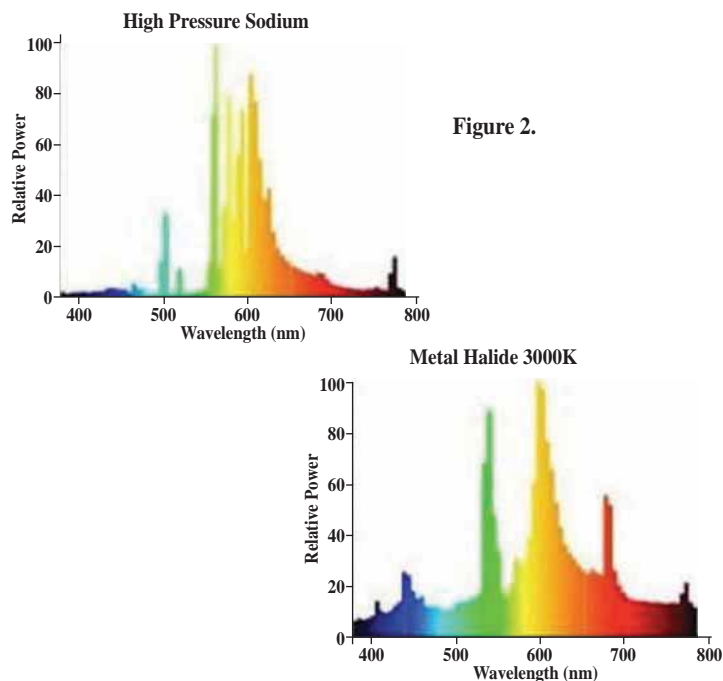 High Pressure Sodium
100
80
60
40
20
0
Relative Power
400 500 600 700 800
Wavelength (nm)
Figure 2.
Metal Halide 3000K
100
80
60
40
20
0
Relative Power
400 500 600 700 800
Wavelength (nm)